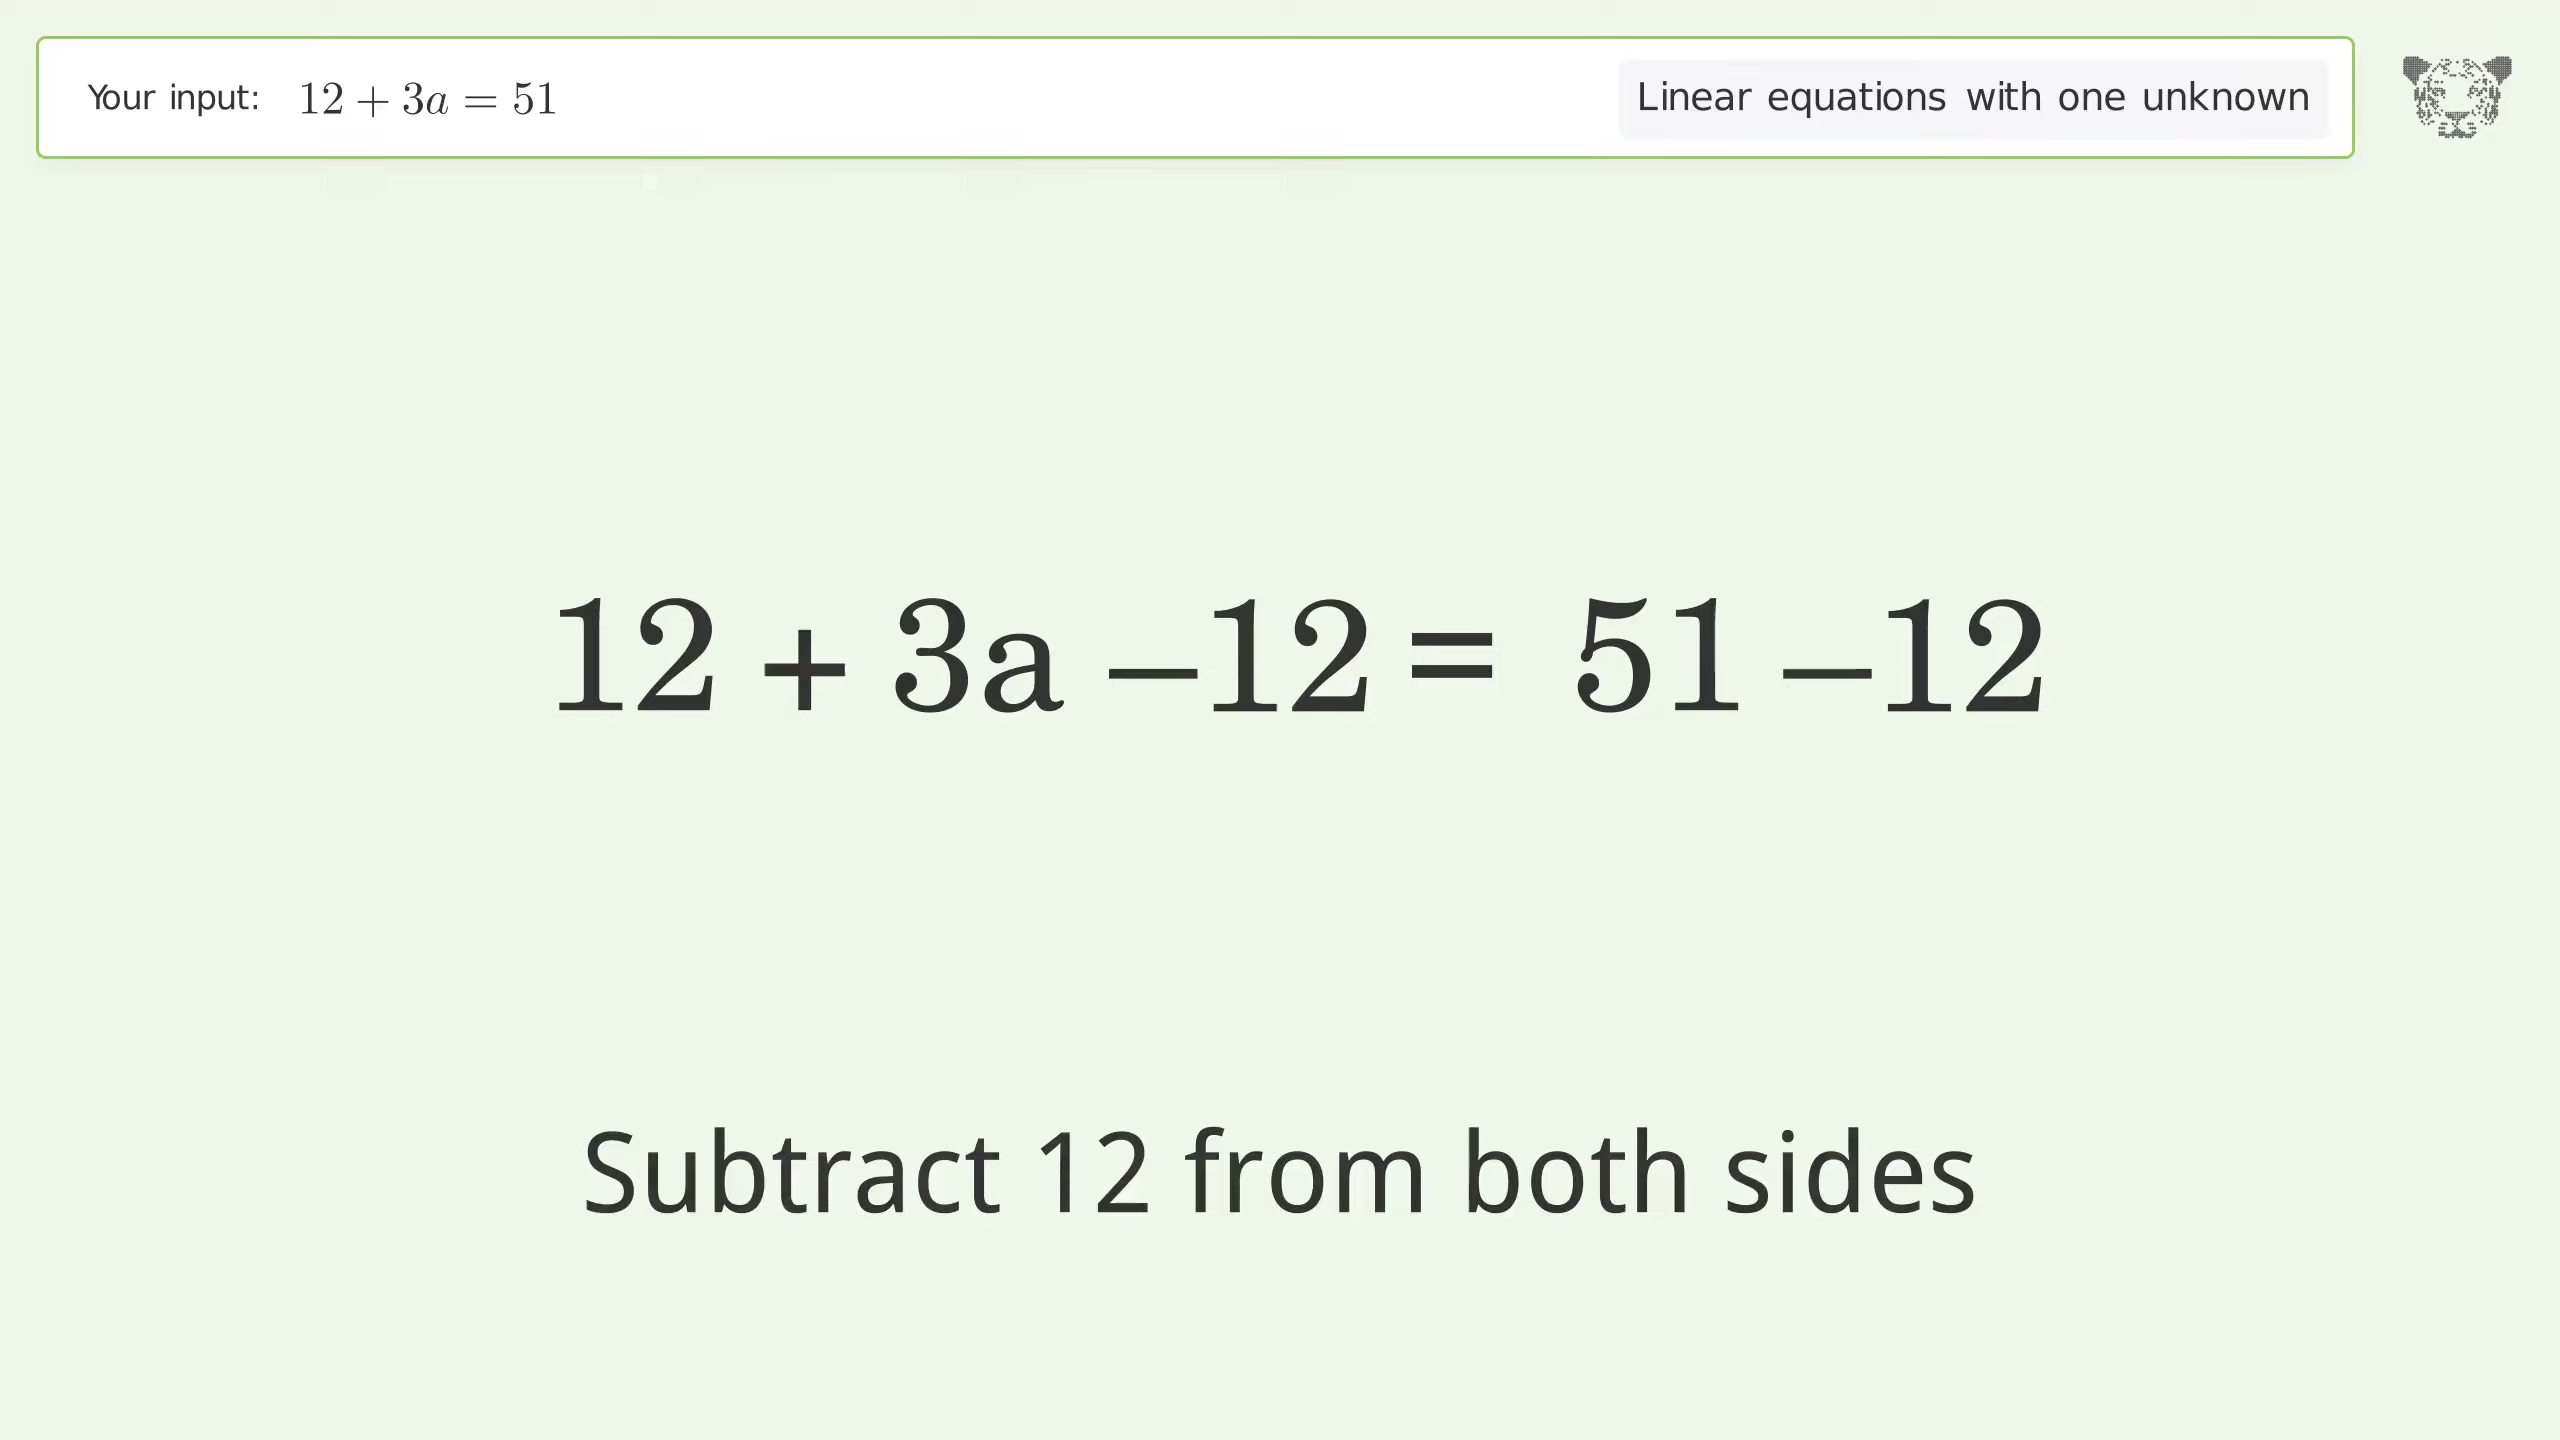 Your input: 12 + 3a = 51 Linear equations with one unknown
12 + 3a –12 = 51 –12
Subtract 12 from both sides